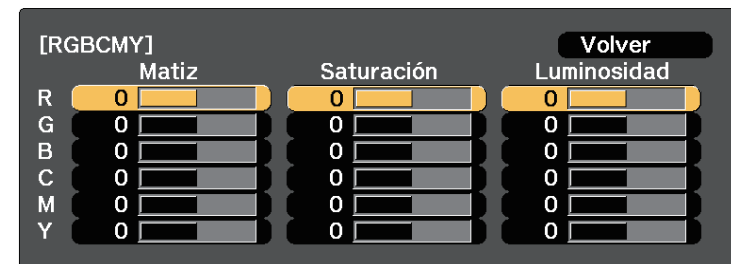 [RGBCMY] Volver
Matiz Saturación Luminosidad
R 0 0 0
G 0 0 0
B 0 0 0
C 0 0 0
M 0 0 0
Y 0 0 0